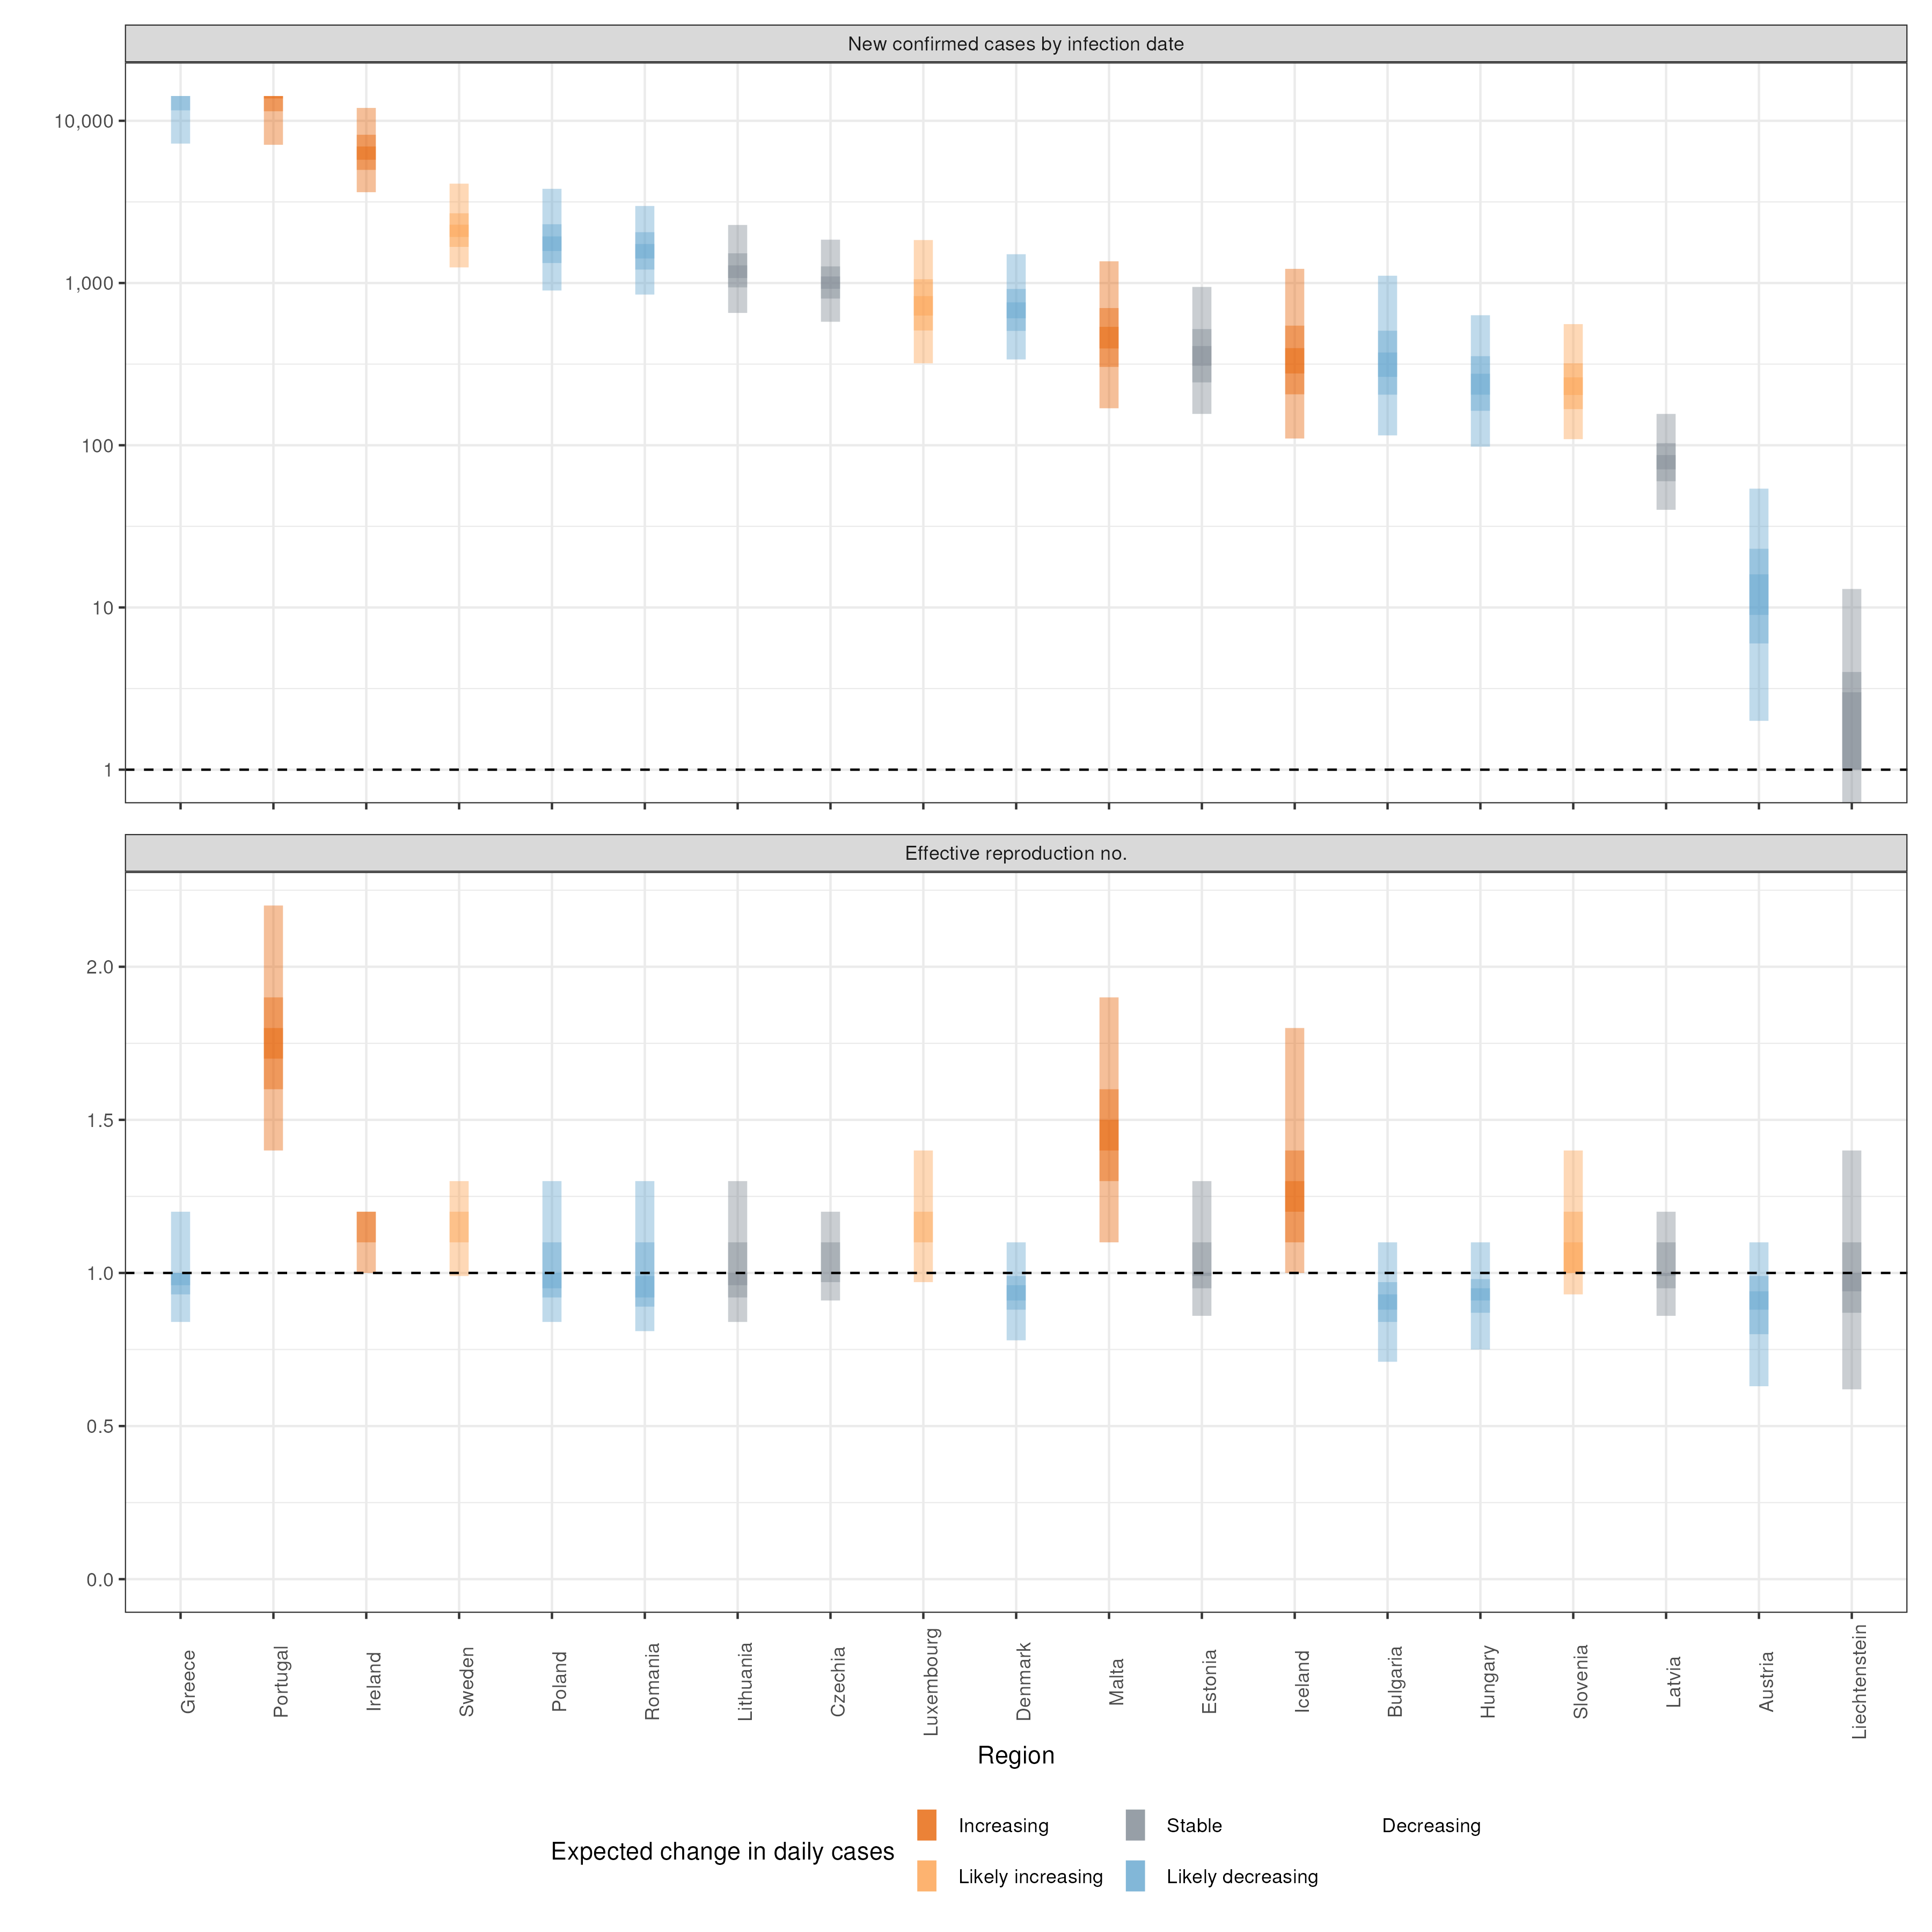 New confirmed cases by infection date
10,000
1,000
100
10
1
Effective reproduction no.
2.0
1.5
1.0
0.5
0.0
Greece
Portugal
Ireland
Sweden
Poland
Romania
Lithuania
Czechia
Luxembourg
Denmark
Malta
Estonia
Iceland
Bulgaria
Hungary
Slovenia
Latvia
Austria
Liechtenstein
Region
Expected change in daily cases
Increasing
Stable
Decreasing
Likely increasing
Likely decreasing